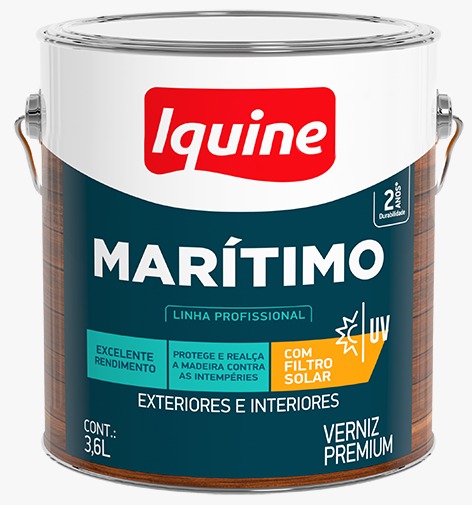 Iquine
2 ANOS*
Durabilidade
MARÍTIMO
LINHA PROFISSIONAL
EXCELENTE
RENDIMENTO
PROTEGE E REALÇA
A MADEIRA CONTRA
AS INTEMPÉRIES
COM
FILTRO
SOLAR
UV
EXTERIORES E INTERIORES
CONT.:
3,6L
VERNIZ
PREMIUM